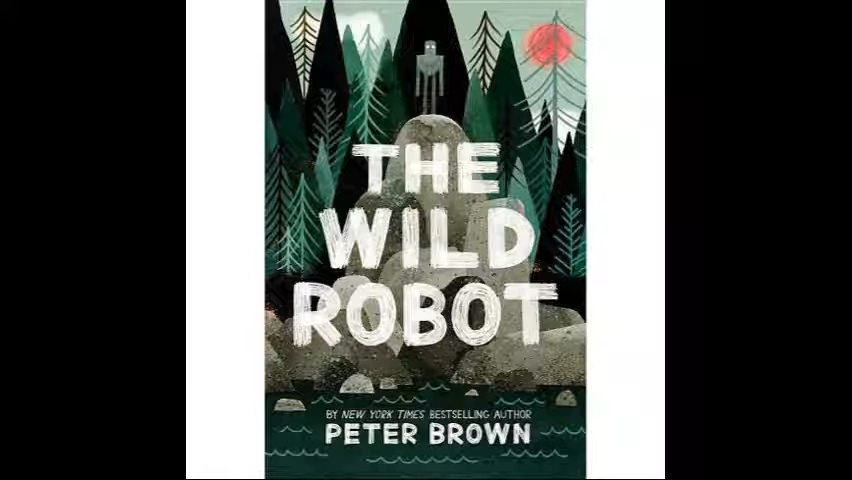 THE
WILD
ROBOT
BY NEW YORK TIMES BESTSELLING AUTHOR
PETER BROWN